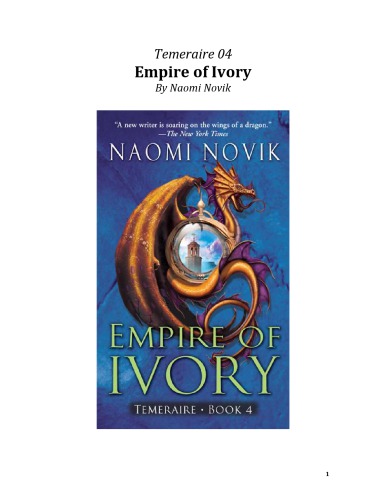 Temeraire 04
Empire of Ivory
By Naomi Novik
"A new writer is soaring on the wings of a dragon."
—The New York Times
NAOMI NOVIK
EMPIRE OF
IVORY
TEMERAIRE • BOOK 4
1